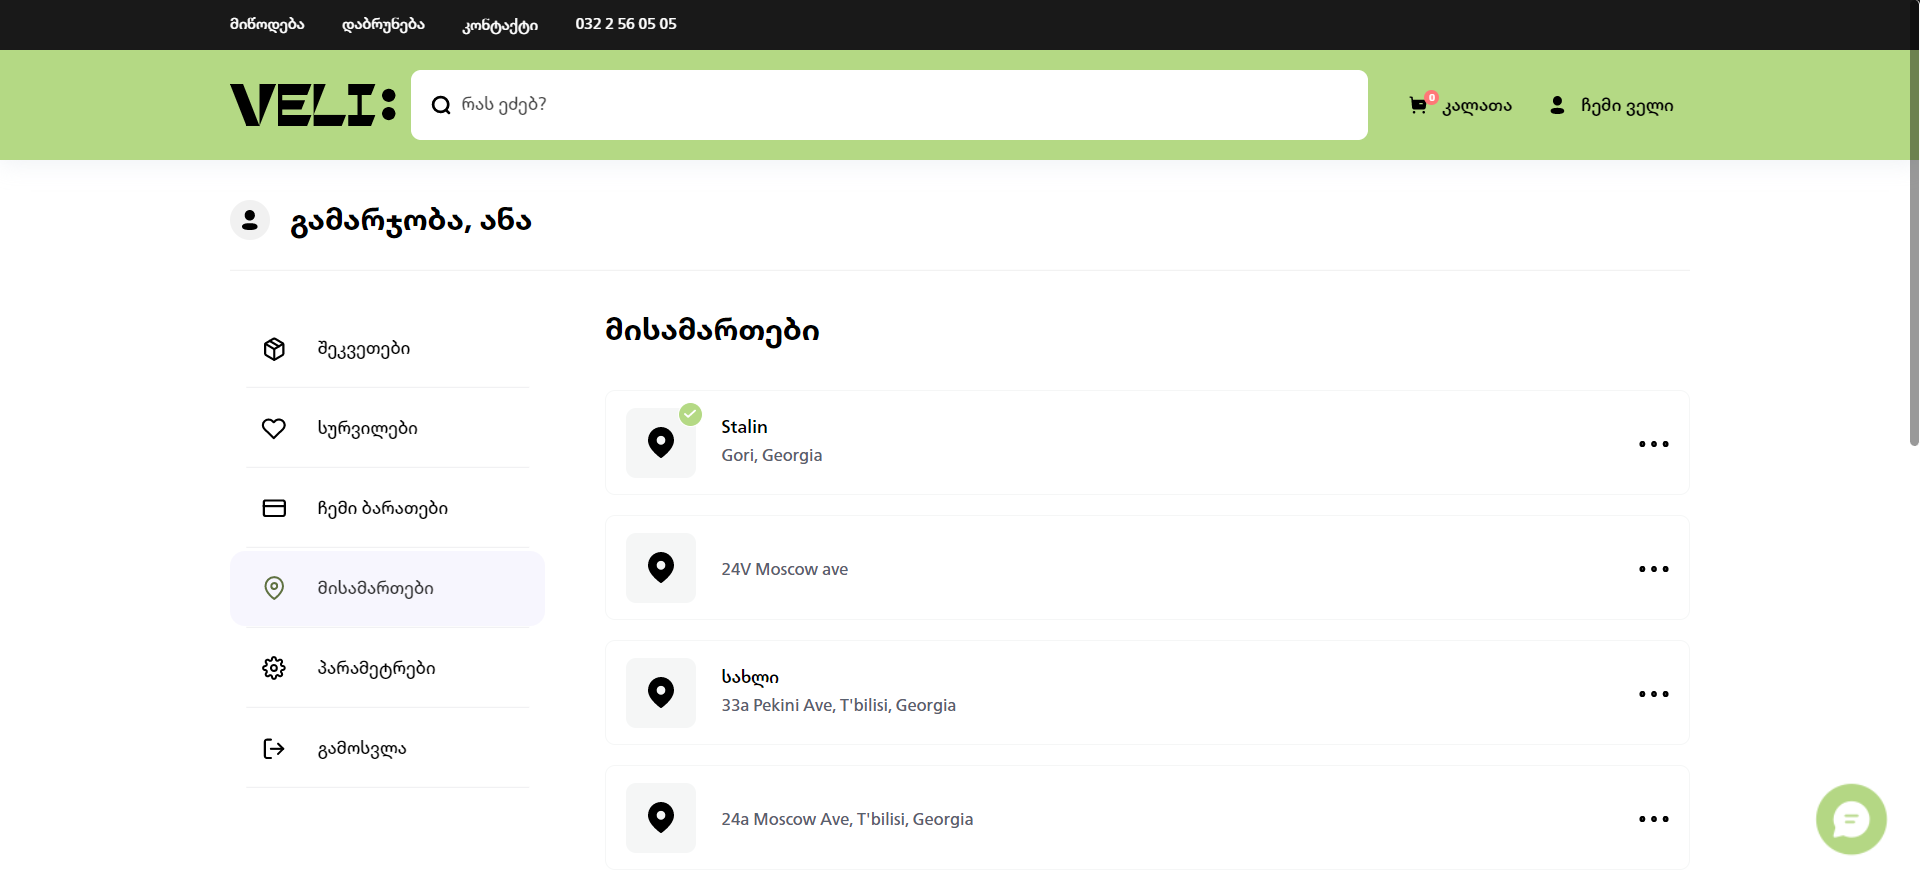 მიწოდება დაბრუნება კონტაქტი 032 2 56 05 05
VELI:
რას ეძებ?
0 კალათა
ჩემი ველი
გამარჯობა, ანა
შეკვეთები
სურვილები
ჩემი ბარათები
მისამართები
პარამეტრები
გამოსვლა
მისამართები
Stalin
Gori, Georgia
24V Moscow ave
სახლი
33a Pekini Ave, T'bilisi, Georgia
24a Moscow Ave, T'bilisi, Georgia